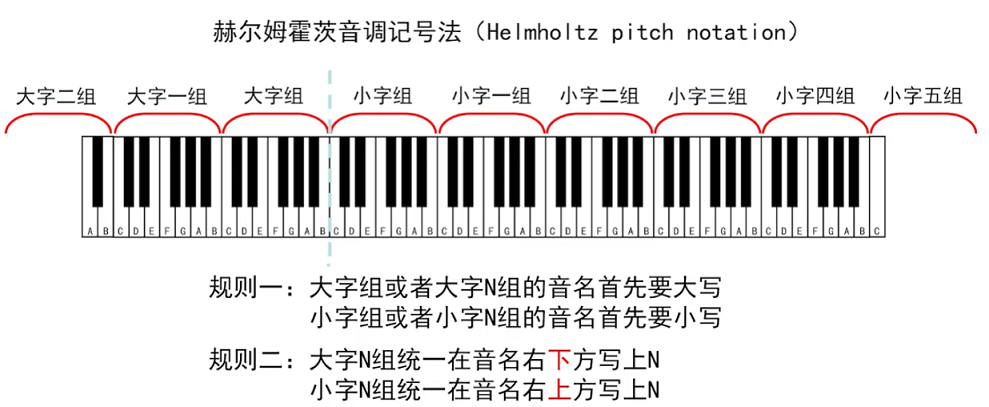 赫尔姆霍茨音调记号法（Helmholtz pitch notation）
大字二组 大字一组 大字组 小字组 小字一组 小字二组 小字三组 小字四组 小字五组
A B C D E F G A B C D E F G A B C D E F G A B C D E F G A B C D E F G A B C D E F G A B C D E F G A B C
规则一：大字组或者大字N组的音名首先要大写
小字组或者小字N组的音名首先要小写
规则二：大字N组统一在音名右下方写上N
小字N组统一在音名右上方写上N